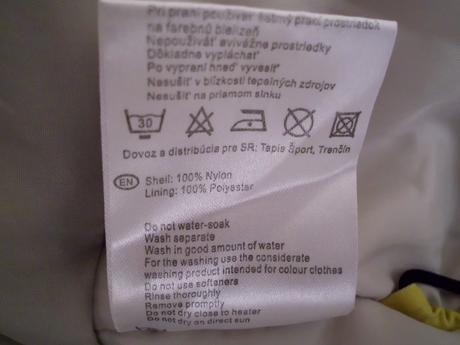 Pri praní používať šetrný prací prostriedok
na farebnú bielizeň
Nepoužívať avivážne prostriedky
Dôkladne vypláchať
Po vypraní hneď vyvesiť
Nesušiť v blízkosti tepelných zdrojov
Nesušiť na priamom slnku
30
Dovoz a distribúcia pre SR: Tapis Šport, Trenčín
EN Shell: 100% Nylon
Lining: 100% Polyester
Do not water-soak
Wash separate
Wash in good amount of water
For the washing use the considerate
washing product intended for colour clothes
Do not use softeners
Rinse thoroughly
Remove promptly
Do not dry close to heater
Do not dry on direct sun